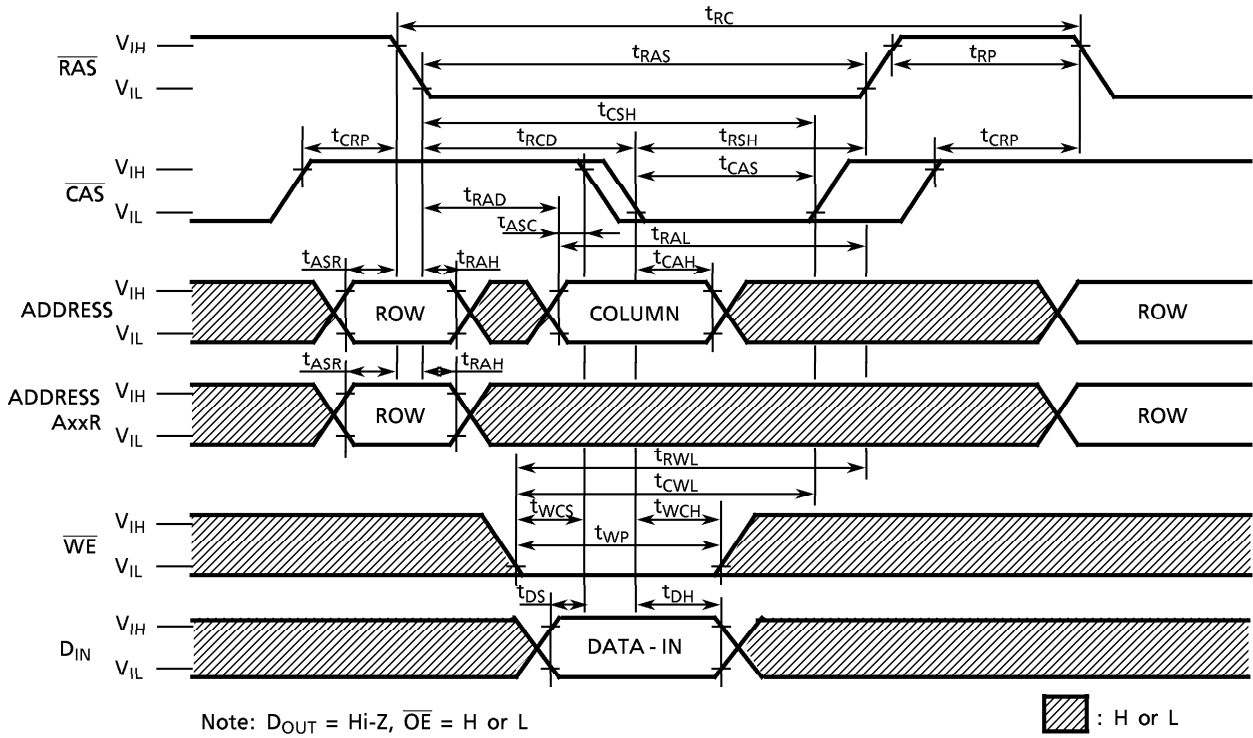 tRC
RAS
VIH
tRAS
tRP
VIL
tCSH
tCRP
tRCD
tRSH
tCRP
CAS
VIH
tCAS
VIL
tRAD
tASC
tRAL
tASR
tRAH
tCAH
ADDRESS
VIH
ROW
COLUMN
ROW
VIL
tASR
tRAH
ADDRESS
AxxR
VIH
ROW
ROW
VIL
tRWL
tCWL
tWCS
tWCH
WE
VIH
tWP
VIL
tDS
tDH
DIN
VIH
DATA - IN
VIL
Note: DOUT = Hi-Z, OE = H or L
: H or L